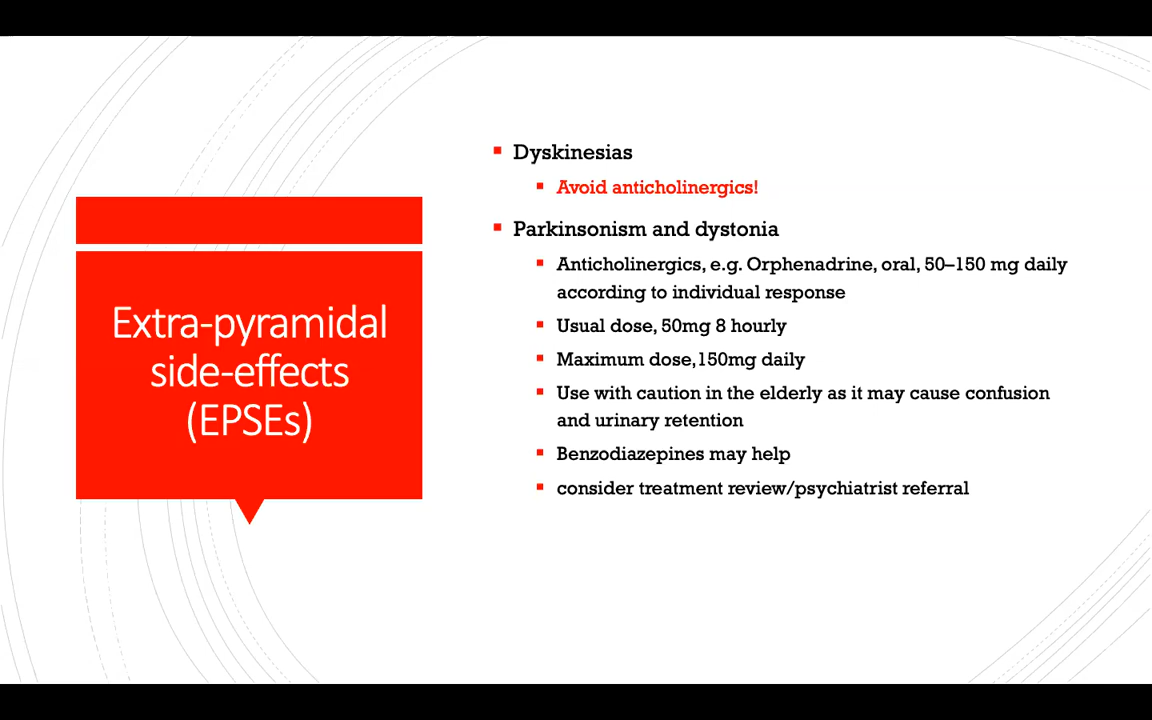 Extra-pyramidal
side-effects
(EPSEs)
Dyskinesias
Avoid anticholinergics!
Parkinsonism and dystonia
Anticholinergics, e.g. Orphenadrine, oral, 50–150 mg daily
according to individual response
Usual dose, 50mg 8 hourly
Maximum dose,150mg daily
Use with caution in the elderly as it may cause confusion
and urinary retention
Benzodiazepines may help
consider treatment review/psychiatrist referral